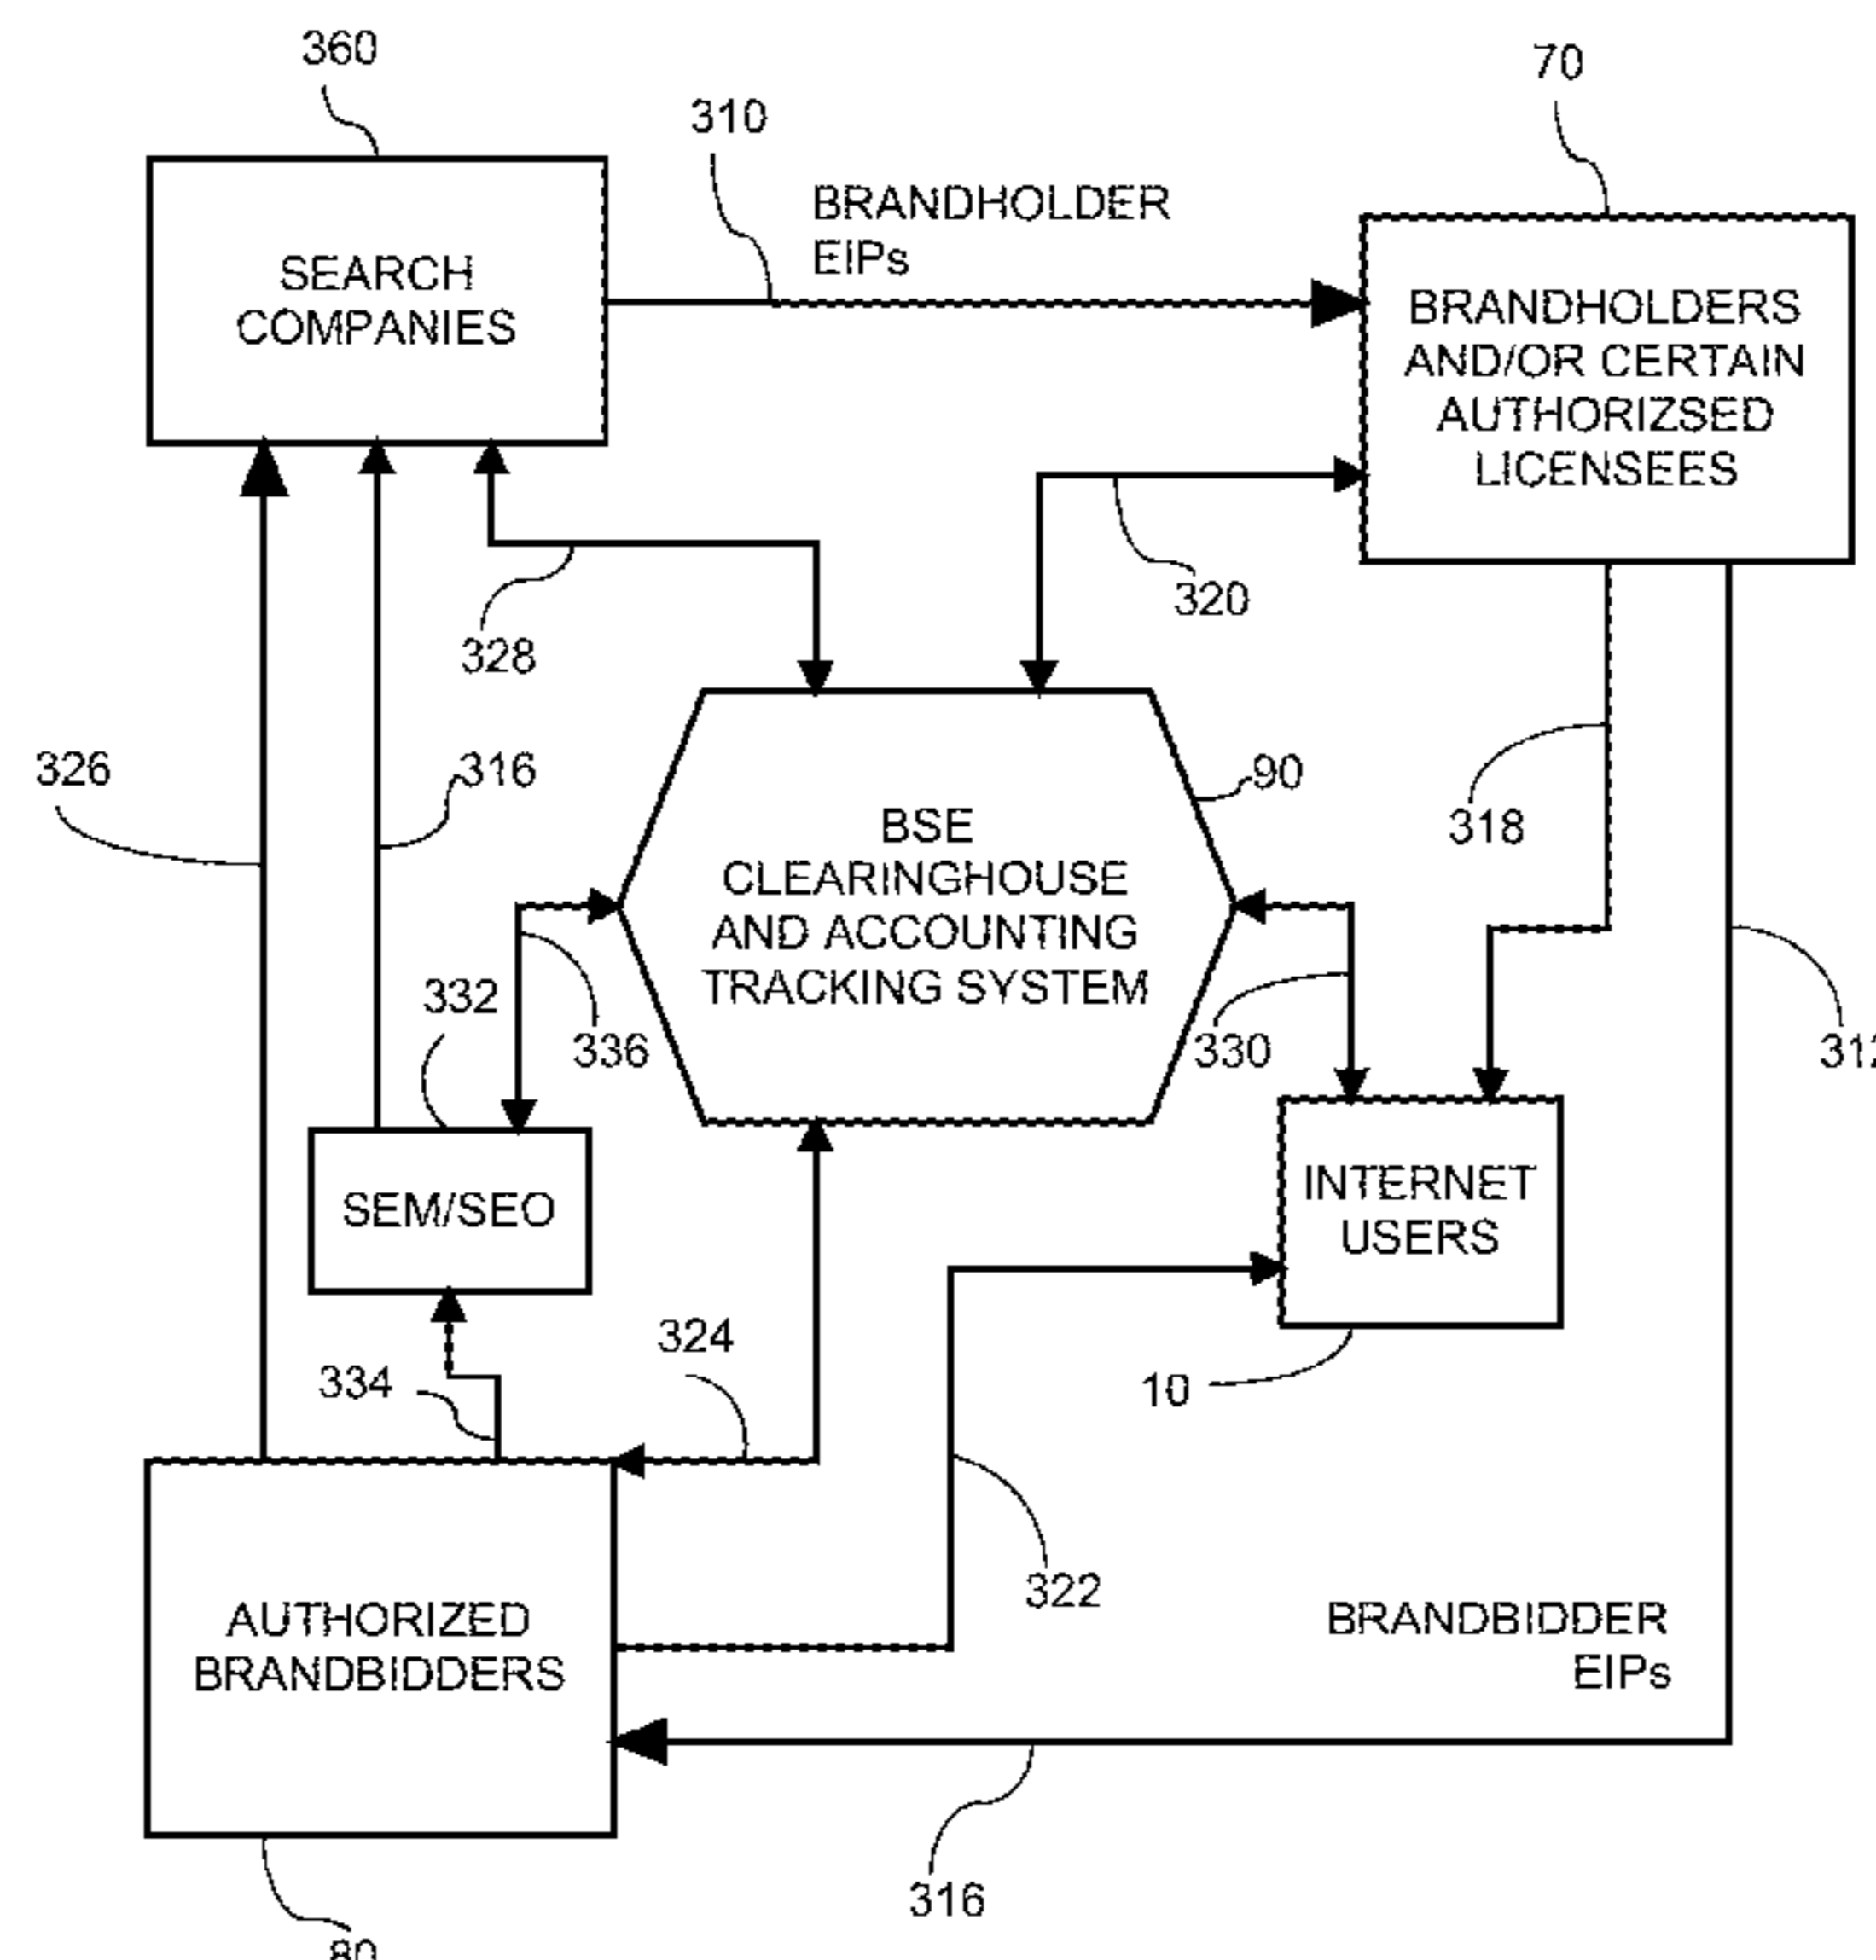 360
70
310
BRANDHOLDER
EIPs
SEARCH
COMPANIES
BRANDHOLDERS
AND/OR CERTAIN
AUTHORIZSED
LICENSEES
320
328
326
316
90
318
BSE
CLEARINGHOUSE
AND ACCOUNTING
TRACKING SYSTEM
332
336
330
SEM/SEO
INTERNET
USERS
324
334
10
322
AUTHORIZED
BRANDBIDDERS
BRANDBIDDER
EIPs
316
80